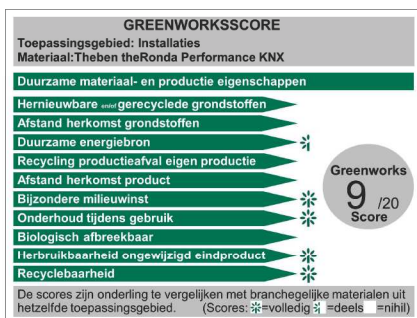 GREENWORKSSCORE
Toepassingsgebied: Installaties
Materiaal:Theben theRonda Performance KNX
Duurzame materiaal- en productie eigenschappen
Hernieuwbare en/of gerecyclede grondstoffen
Afstand herkomst grondstoffen
Duurzame energiebron
Recycling productieafval eigen productie
Afstand herkomst product
Bijzondere milieuwinst
Onderhoud tijdens gebruik
Biologisch afbreekbaar
Herbruikbaarheid ongewijzigd eindproduct
Recyclebaarheid
Greenworks
9 /20
Score
De scores zijn onderling te vergelijken met branchegelijke materialen uit
hetzelfde toepassingsgebied. (Scores: =volledig =deels =nihil)